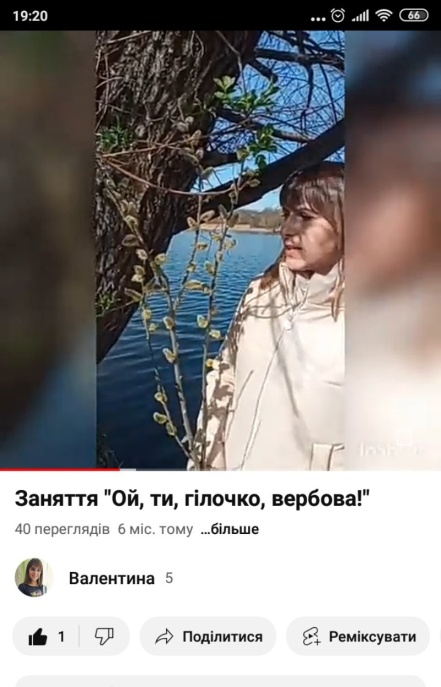 19:20
66
Заняття "Ой, ти, гілочко, вербова!"
40 переглядів 6 міс. тому ...більше
Валентина 5
1 Поділитися Реміксувати